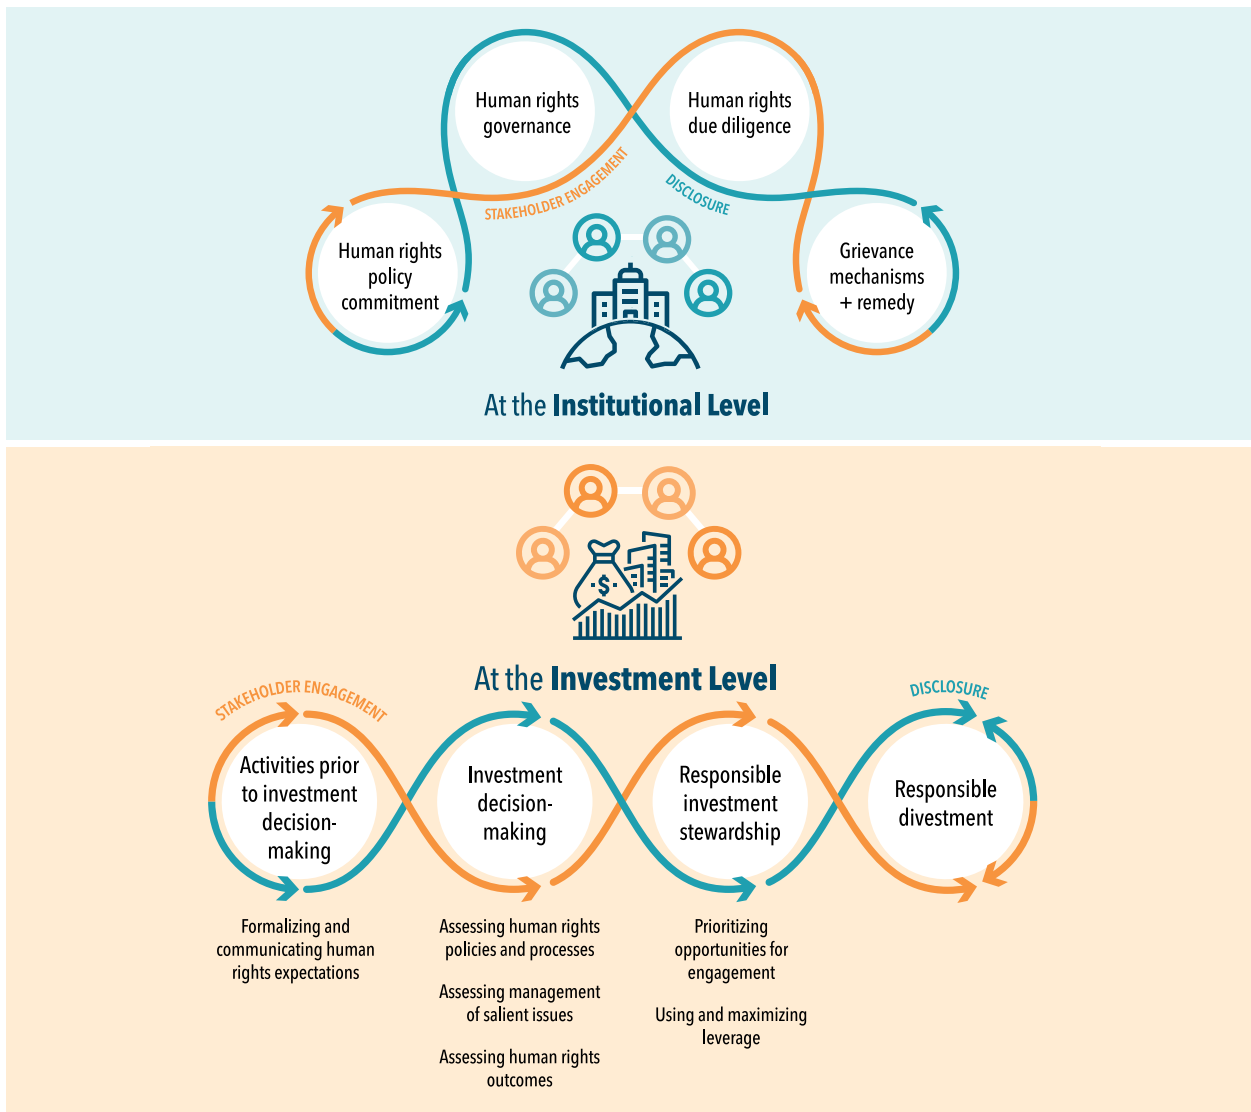 Human rights
governance
Human rights
due diligence
STAKEHOLDER ENGAGEMENT
DISCLOSURE
Human rights
policy
commitment
Grievance
mechanisms
+ remedy
At the Institutional Level
$
At the Investment Level
STAKEHOLDER ENGAGEMENT
DISCLOSURE
Activities prior
to investment
decision-
making
Investment
decision-
making
Responsible
investment
stewardship
Responsible
divestment
Formalizing and
communicating human
rights expectations
Assessing human rights
policies and processes
Assessing management
of salient issues
Assessing human rights
outcomes
Prioritizing
opportunities for
engagement
Using and maximizing
leverage